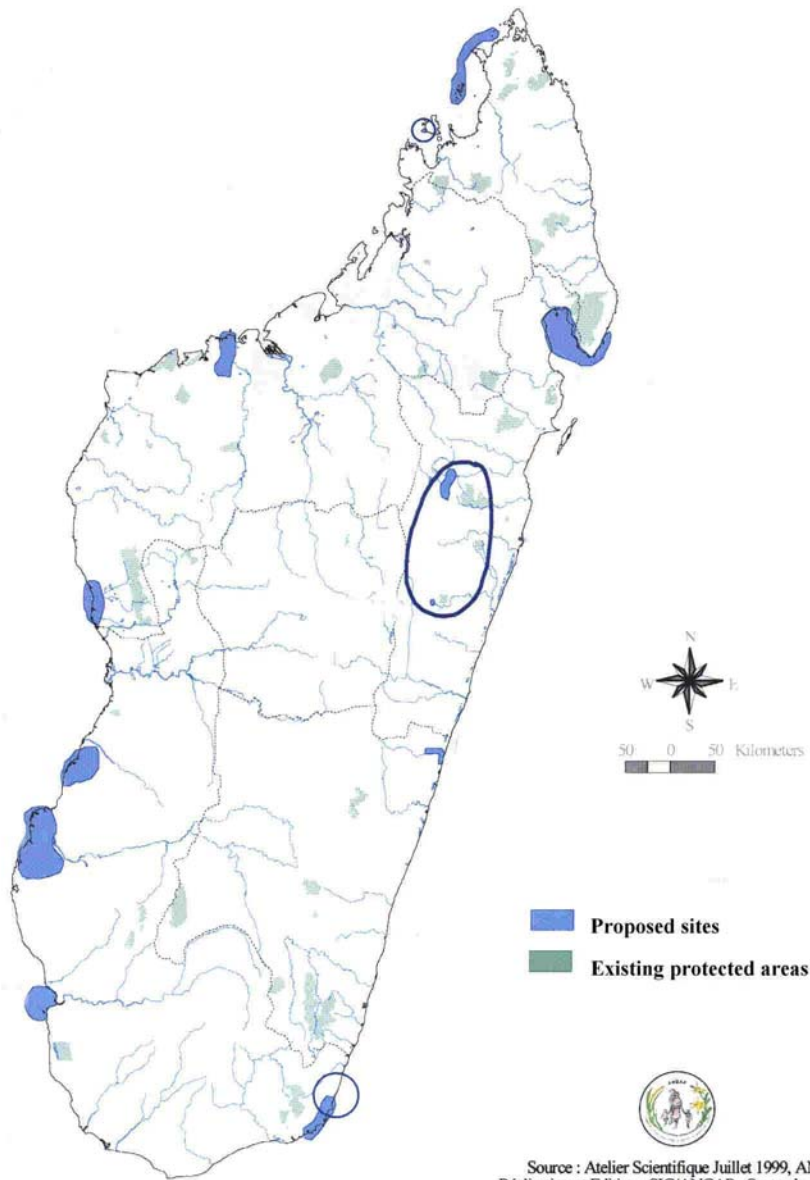 N
W E
S
50 0 50 Kilometers
Proposed sites
Existing protected areas
Source : Atelier Scientifique Juillet 1999,